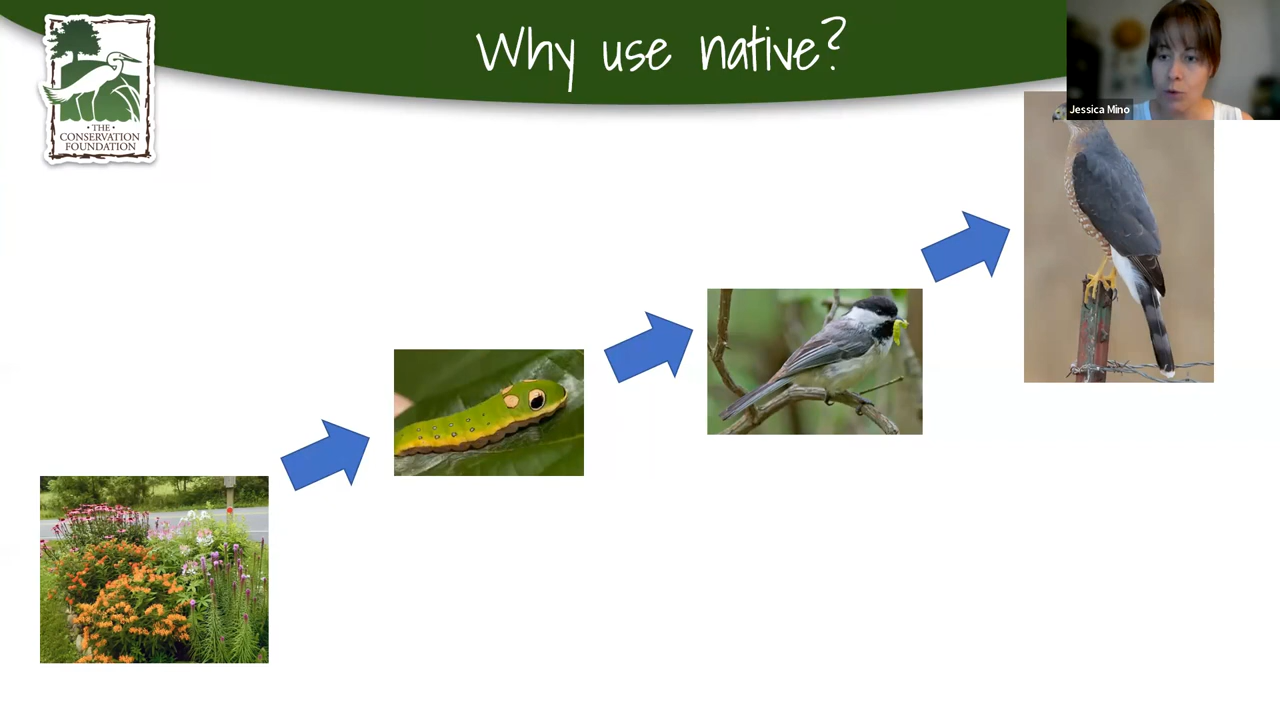 Why use native?
Jessica Mino
• THE •
CONSERVATION
FOUNDATION